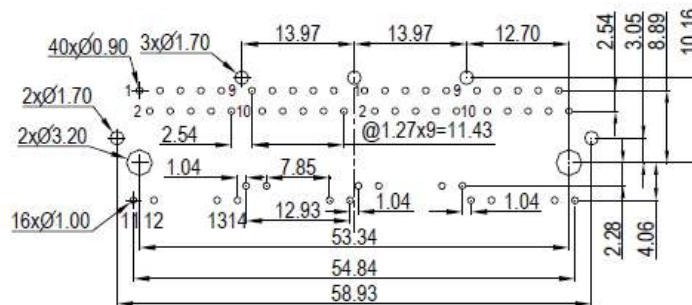 13.97 13.97 12.70
2.54
3.05
8.89
10.16
3xØ1.70
40xØ0.90
1 9 1 9
2 10 2 10
2xØ1.70
2xØ3.20
2.54 @1.27x9=11.43
1.04 7.85
12.93 1.04 1.04
16xØ1.00
11 12 1314
2.28
4.06
53.34
54.84
58.93